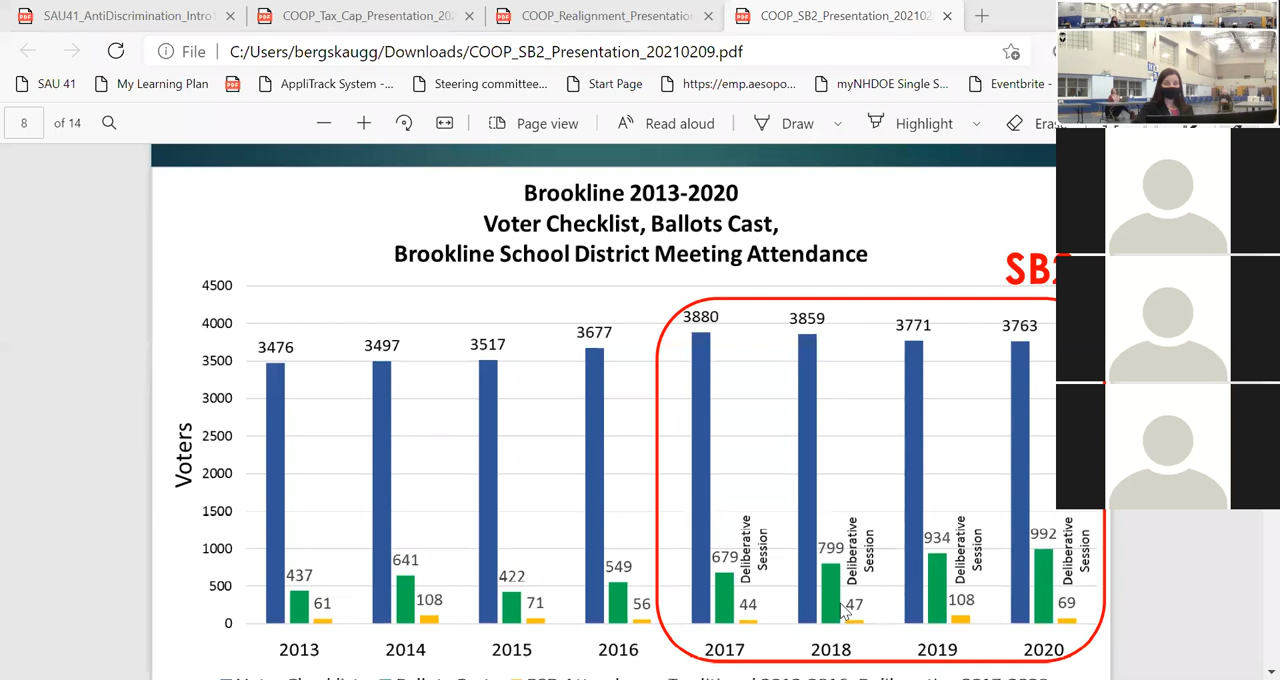 SAU41_AntiDiscrimination_Intro
COOP_Tax_Cap_Presentation_20
COOP_Realignment_Presentation
COOP_SB2_Presentation_202102
File
C:/Users/bergskaugg/Downloads/COOP_SB2_Presentation_20210209.pdf
SAU 41
My Learning Plan
AppliTrack System -...
steering committee...
Start Page
https://emp.aesopo...
myNHDOE Single S...
Eventbrite -
8 of 14
Page view
Read aloud
Draw
Highlight
Brookline 2013-2020
Voter Checklist, Ballots Cast,
Brookline School District Meeting Attendance
SB2
Voters
4500
4000
3500
3000
2500
2000
1500
1000
500
0
3476
437
61
3497
641
108
3517
422
71
3677
549
56
3880
679
44
Deliberative
Session
3859
799
47
Deliberative
Session
3771
934
108
Deliberative
Session
3763
992
69
Deliberative
Session
2013 2014 2015 2016 2017 2018 2019 2020